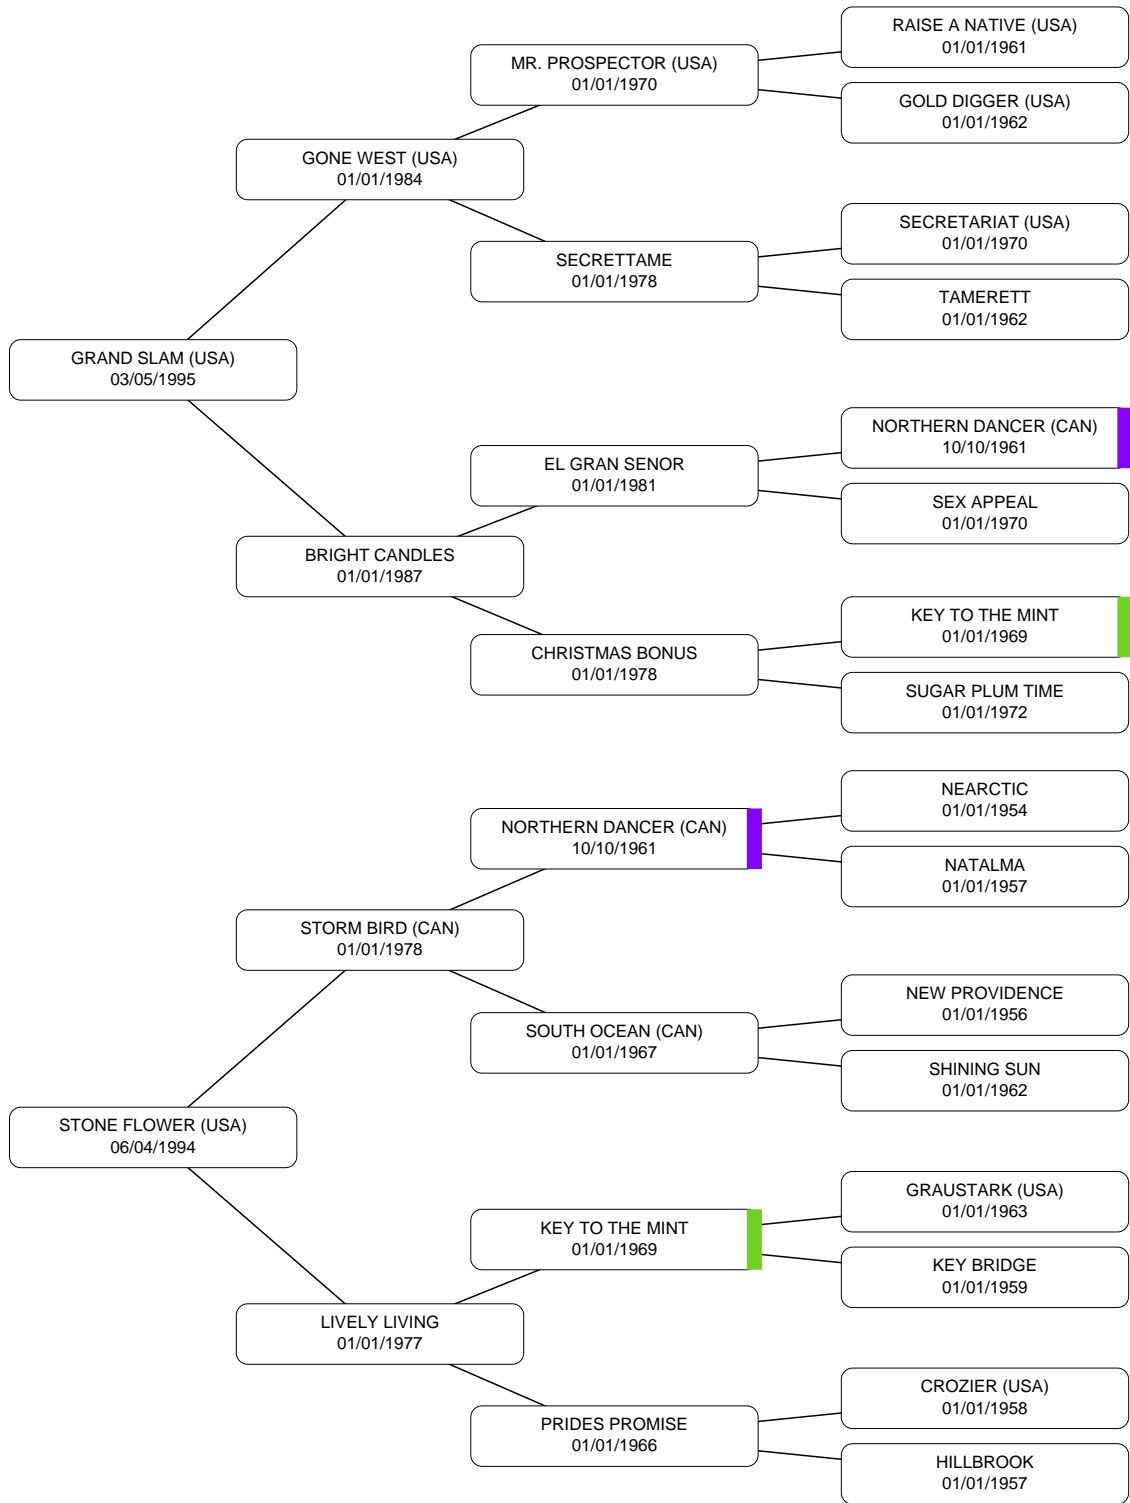 RAISE A NATIVE (USA)
01/01/1961
MR. PROSPECTOR (USA)
01/01/1970
GOLD DIGGER (USA)
01/01/1962
GONE WEST (USA)
01/01/1984
SECRETARIAT (USA)
01/01/1970
SECRETTAME
01/01/1978
TAMERETT
01/01/1962
GRAND SLAM (USA)
03/05/1995
NORTHERN DANCER (CAN)
10/10/1961
EL GRAN SENOR
01/01/1981
SEX APPEAL
01/01/1970
BRIGHT CANDLES
01/01/1987
KEY TO THE MINT
01/01/1969
CHRISTMAS BONUS
01/01/1978
SUGAR PLUM TIME
01/01/1972
NEARCTIC
01/01/1954
NORTHERN DANCER (CAN)
10/10/1961
NATALMA
01/01/1957
STORM BIRD (CAN)
01/01/1978
NEW PROVIDENCE
01/01/1956
SOUTH OCEAN (CAN)
01/01/1967
SHINING SUN
01/01/1962
STONE FLOWER (USA)
06/04/1994
GRAUSTARK (USA)
01/01/1963
KEY TO THE MINT
01/01/1969
KEY BRIDGE
01/01/1959
LIVELY LIVING
01/01/1977
CROZIER (USA)
01/01/1958
PRIDES PROMISE
01/01/1966
HILLBROOK
01/01/1957